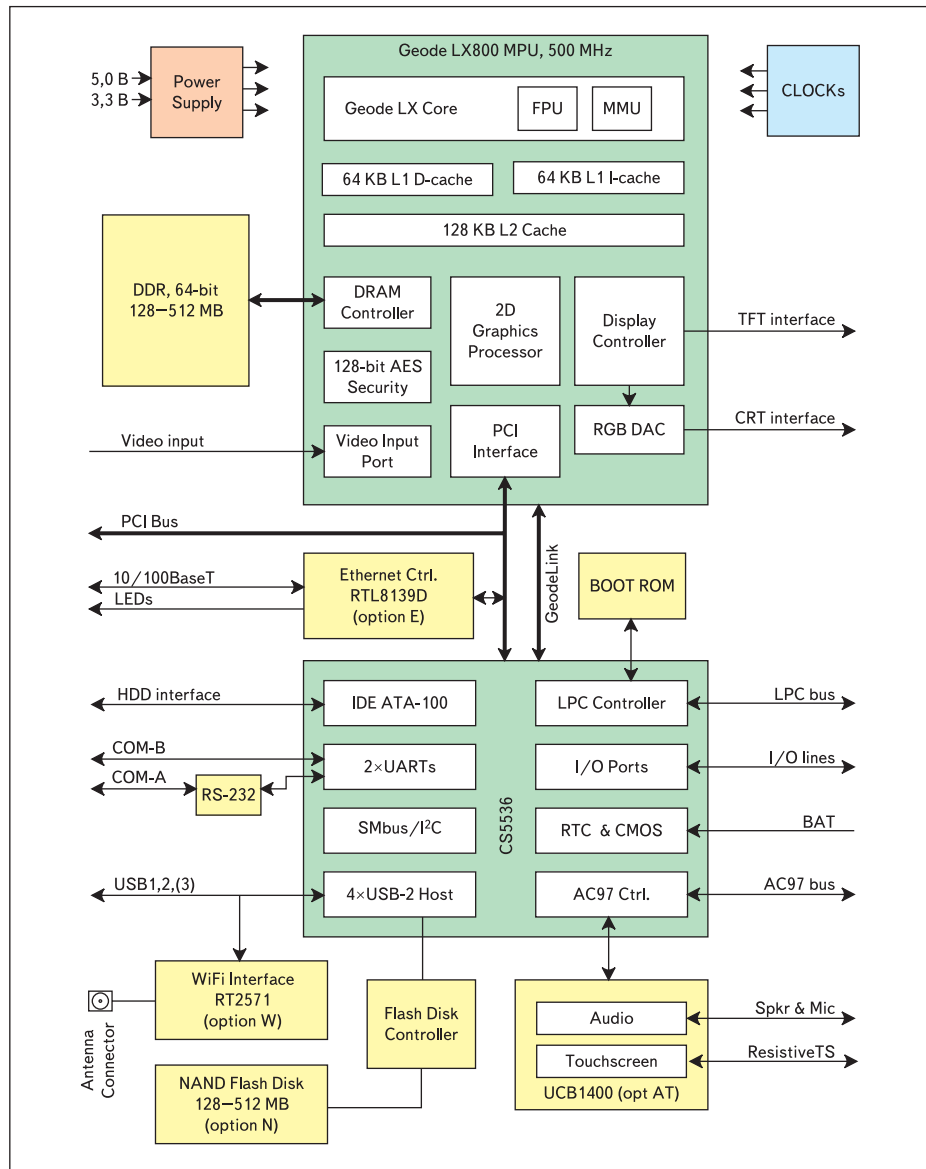 Geode LX800 MPU, 500 MHz
5,0 В
3,3 В
Power
Supply
CLOCKs
Geode LX Core
FPU
MMU
64 KB L1 D-cache
64 KB L1 I-cache
128 KB L2 Cache
DDR, 64-bit
128–512 MB
DRAM
Controller
2D
Graphics
Processor
Display
Controller
TFT interface
128-bit AES
Security
Video input
Video Input
Port
PCI
Interface
RGB DAC
CRT interface
PCI Bus
GeodeLink
10/100BaseT
LEDs
Ethernet Ctrl.
RTL8139D
(option E)
BOOT ROM
HDD interface
IDE ATA-100
LPC Controller
LPC bus
COM-B
COM-A
RS-232
2×UARTs
I/O Ports
I/O lines
CS5536
SMbus/I²C
RTC & CMOS
BAT
USB1,2,(3)
4×USB-2 Host
AC97 Ctrl.
AC97 bus
Antenna
Connector
WiFi Interface
RT2571
(option W)
Flash Disk
Controller
NAND Flash Disk
128–512 MB
(option N)
Audio
Spkr & Mic
Touchscreen
ResistiveTS
UCB1400 (opt AT)